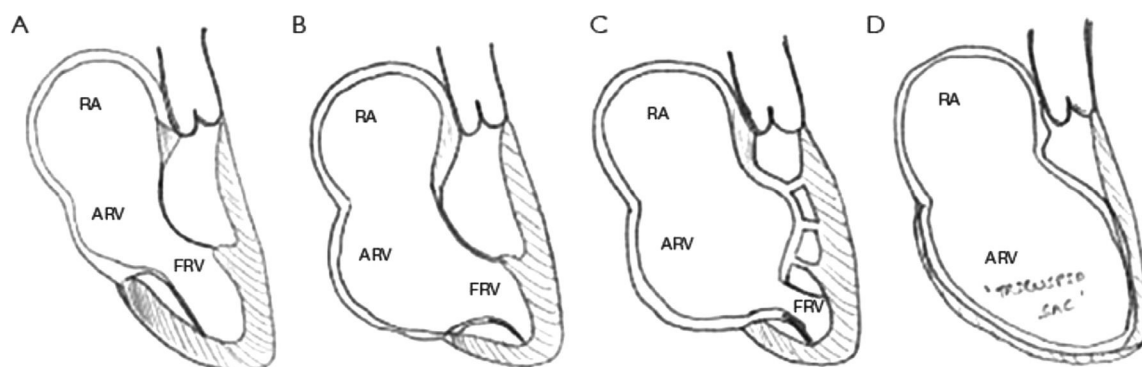 A
B
C
D
RA
RA
RA
RA
ARV
ARV
ARV
ARV
FRV
FRV
FRV
'TRICUSPID
SAC'